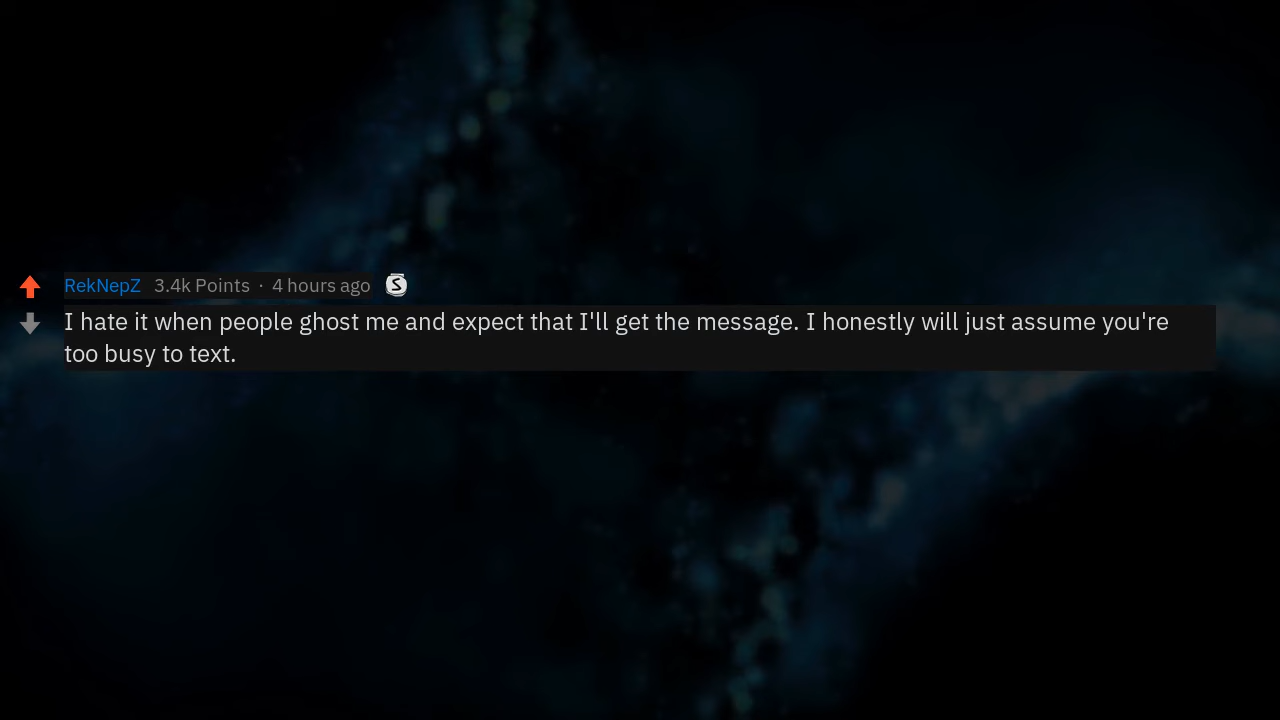 RekNepZ 3.4k Points · 4 hours ago S
I hate it when people ghost me and expect that I'll get the message. I honestly will just assume you're
too busy to text.